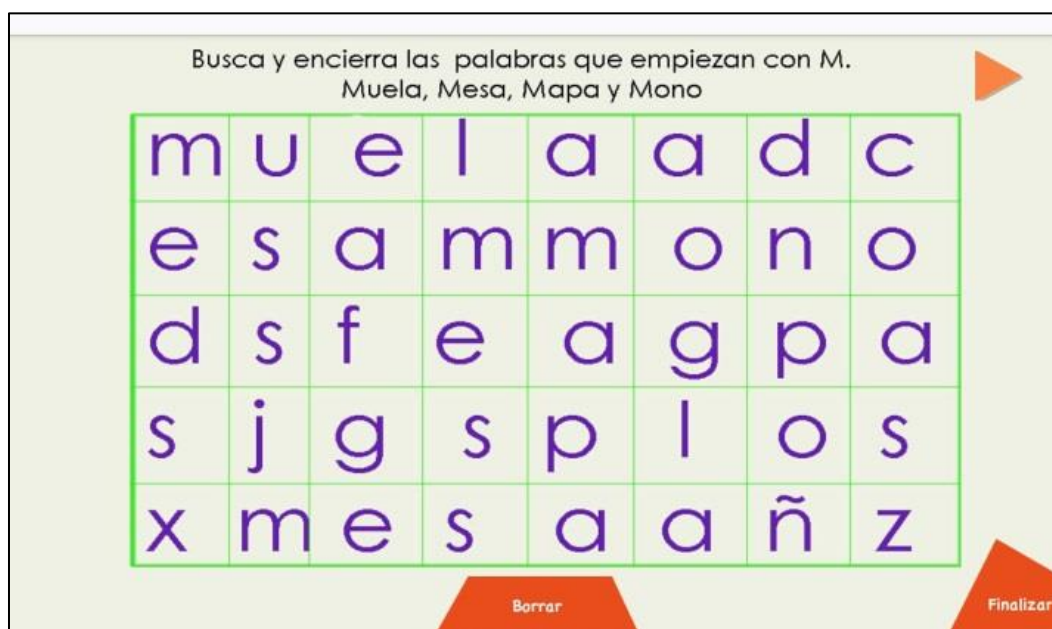 Busca y encierra las palabras que empiezan con M.
Muela, Mesa, Mapa y Mono
m u e l a a d c
e s a m m o n o
d s f e a g p a
s j g s p l o s
x m e s a a ñ z
Borrar
Finalizar